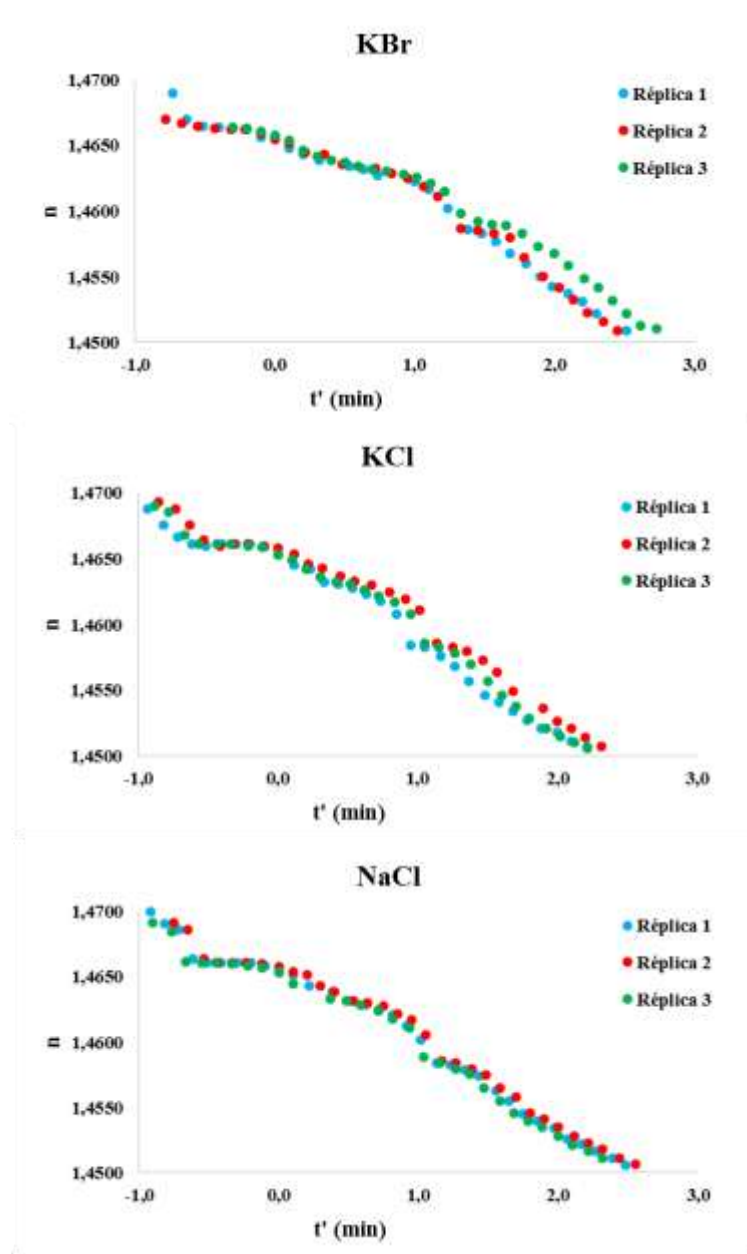 KBr
1,4700
1,4650
1,4600
1,4550
1,4500
n
-1,0 0,0 1,0 2,0 3,0
t' (min)
Réplica 1
Réplica 2
Réplica 3
KCl
1,4700
1,4650
1,4600
1,4550
1,4500
n
-1,0 0,0 1,0 2,0 3,0
t' (min)
Réplica 1
Réplica 2
Réplica 3
NaCl
1,4700
1,4650
1,4600
1,4550
1,4500
n
-1,0 0,0 1,0 2,0 3,0
t' (min)
Réplica 1
Réplica 2
Réplica 3